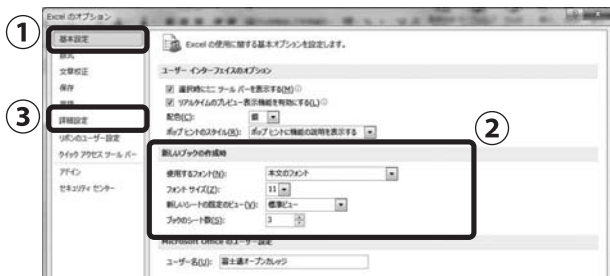 Excel のオプション
① 基本設定
数式
文章校正
保存
言語
③ 詳細設定
リボンのユーザー設定
クイック アクセス ツール バー
アドイン
セキュリティ センター
Excel の使用に関する基本オプションを設定します。
ユーザー インターフェイスのオプション
選択時にミニ ツール バーを表示する(M)
リアルタイムのプレビュー表示機能を有効にする(L)
配色(C): 銀
ポップ ヒントのスタイル(R): ポップ ヒントに機能の説明を表示する
②
新しいブックの作成時
使用するフォント(N): 本文のフォント
フォント サイズ(Z): 11
新しいシートの既定のビュー(V): 標準ビュー
ブックのシート数(S): 3
Microsoft Office のユーザー設定
ユーザー名(U): 富士通オープンカレッジ